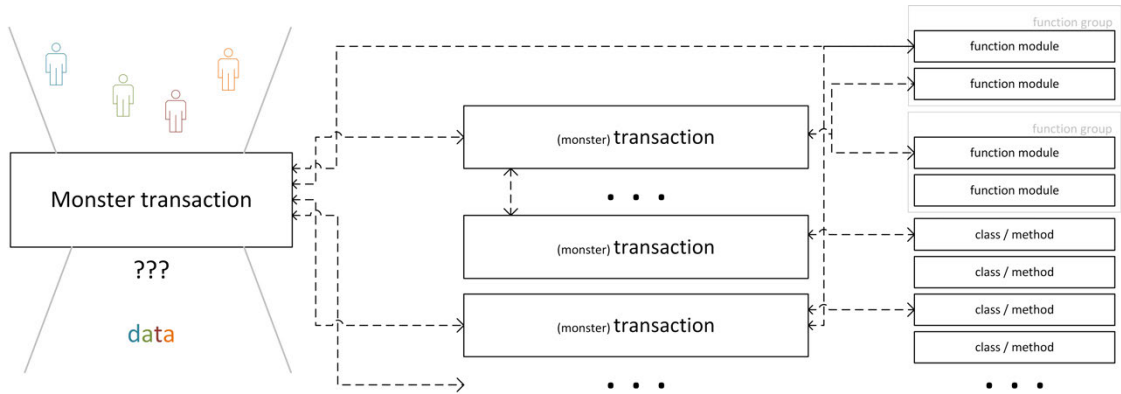 Monster transaction
???
data
(monster) transaction
. . .
(monster) transaction
(monster) transaction
. . .
function group
function module
function module
function group
function module
function module
class / method
class / method
class / method
class / method
. . .